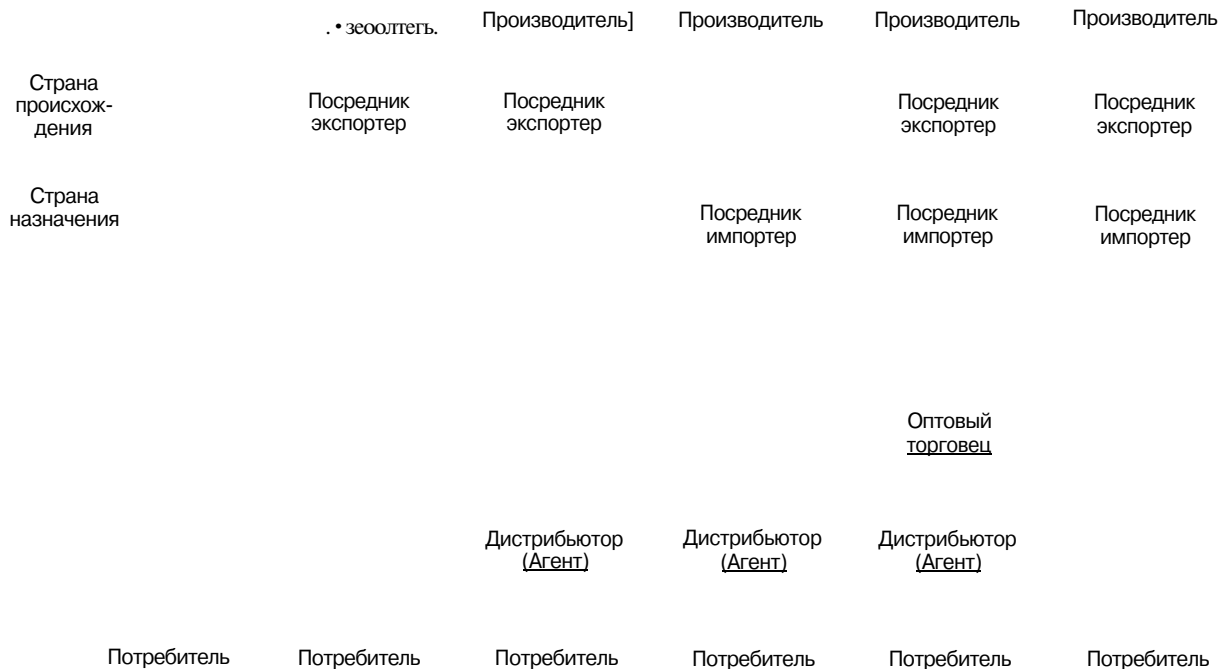 . • зеоолтегь. Производитель] Производитель Производитель Производитель
Страна
происхож-
дения
Посредник
экспортер
Посредник
экспортер
Посредник
экспортер
Посредник
экспортер
Страна
назначения
Посредник
импортер
Посредник
импортер
Посредник
импортер
Оптовый
торговец
Дистрибьютор
(Агент)
Дистрибьютор
(Агент)
Дистрибьютор
(Агент)
Потребитель Потребитель Потребитель Потребитель Потребитель Потребитель